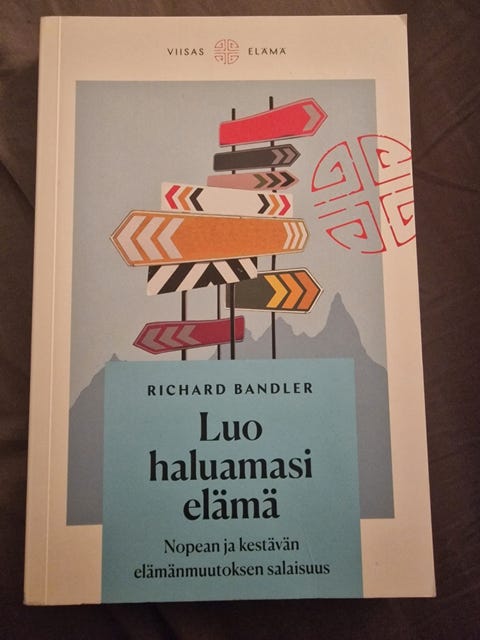 VIISAS ELÄMÄ
RICHARD BANDLER
Luo
haluamasi
elämä
Nopean ja kestävän
elämänmuutoksen salaisuus